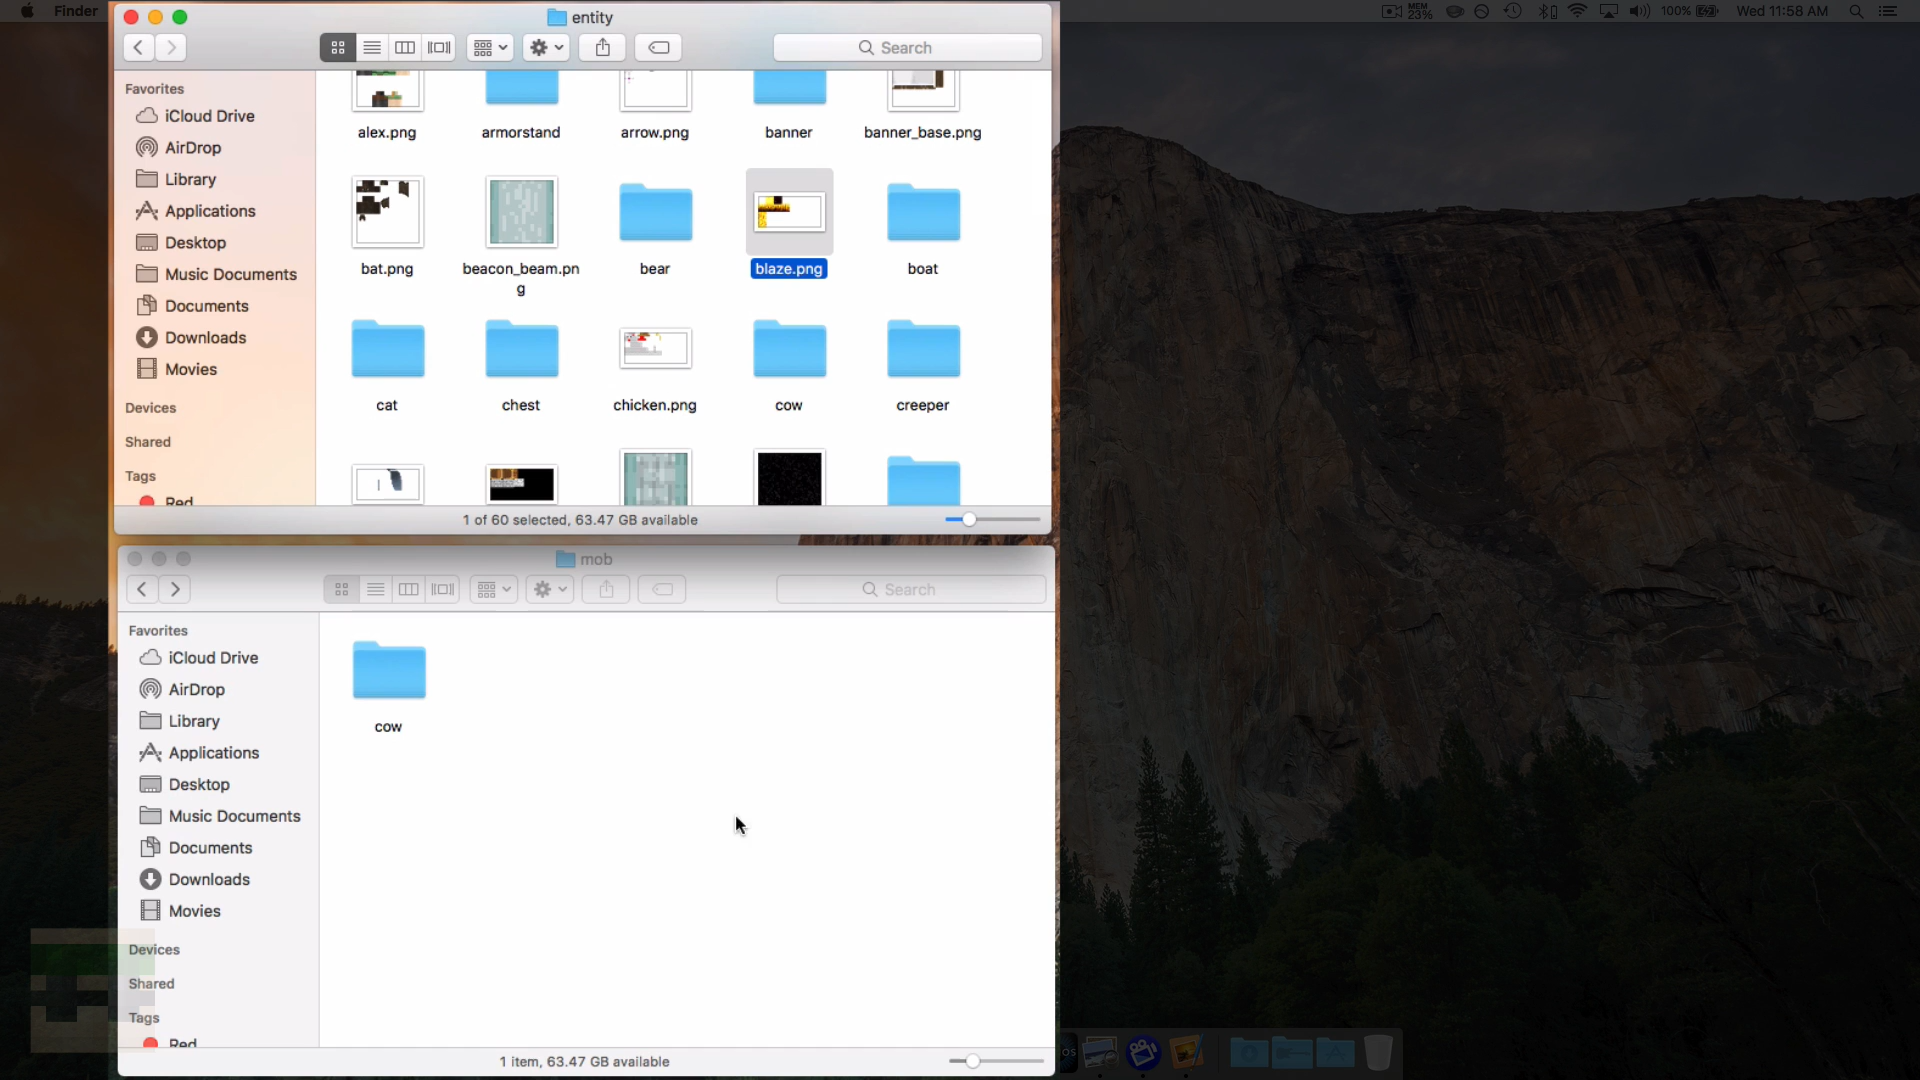 Finder
MEM
23%
100%
Wed 11:58 AM
entity
Search
Favorites
iCloud Drive
AirDrop
Library
Applications
Desktop
Music Documents
Documents
Downloads
Movies
Devices
Shared
Tags
Red
alex.png
armorstand
arrow.png
banner
banner_base.png
bat.png
beacon_beam.pn
g
bear
blaze.png
boat
cat
chest
chicken.png
cow
creeper
1 of 60 selected, 63.47 GB available
mob
Search
Favorites
iCloud Drive
AirDrop
Library
Applications
Desktop
Music Documents
Documents
Downloads
Movies
Devices
Shared
Tags
Red
cow
1 item, 63.47 GB available